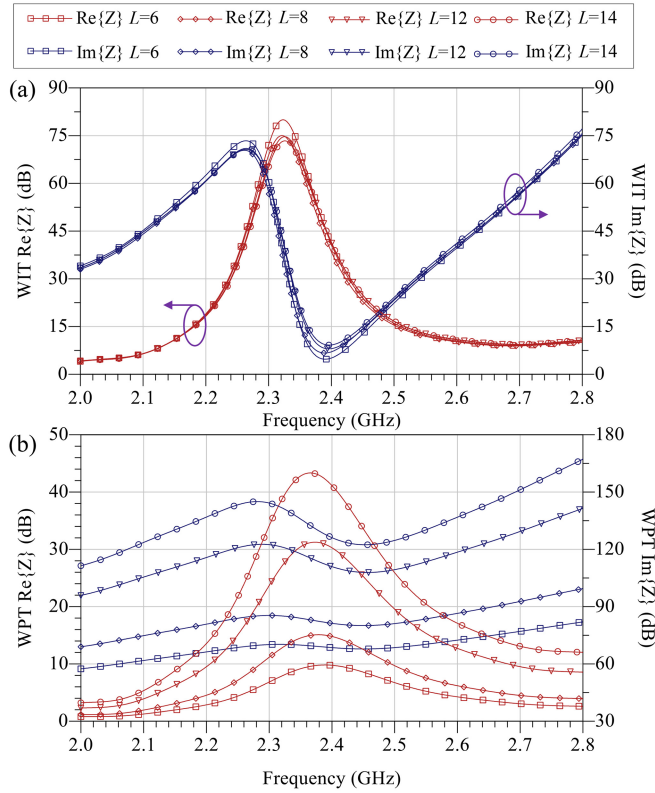 Re{Z} L=6 Re{Z} L=8 Re{Z} L=12 Re{Z} L=14
Im{Z} L=6 Im{Z} L=8 Im{Z} L=12 Im{Z} L=14
(a)
90 90
75 75
60 60
45 45
30 30
15 15
0 0
WIT Re{Z} (dB)
WIT Im{Z} (dB)
2.0 2.1 2.2 2.3 2.4 2.5 2.6 2.7 2.8
Frequency (GHz)
(b)
50 180
40 150
30 120
20 90
10 60
0 30
WPT Re{Z} (dB)
WPT Im{Z} (dB)
2.0 2.1 2.2 2.3 2.4 2.5 2.6 2.7 2.8
Frequency (GHz)